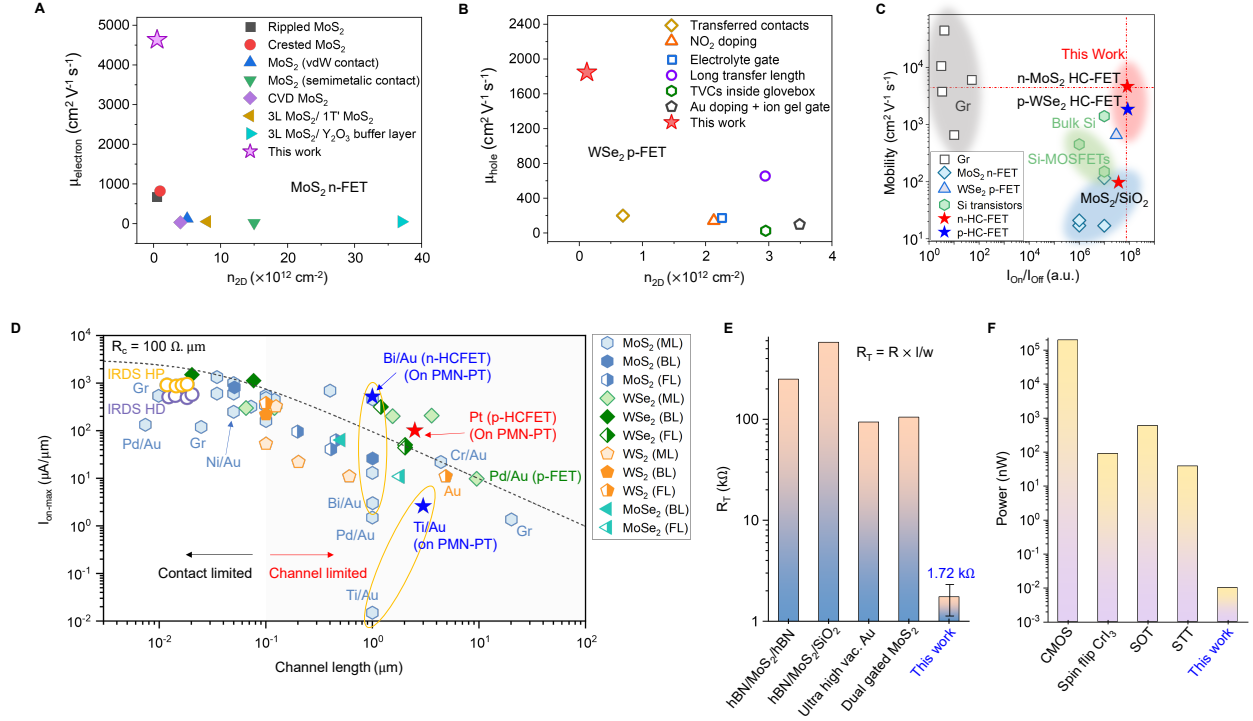 A
5000
4000
3000
2000
1000
0
μelectron (cm2 V-1 s-1)
Rippled MoS2
Crested MoS2
MoS2 (vdW contact)
MoS2 (semimetalic contact)
CVD MoS2
3L MoS2/ 1T' MoS2
3L MoS2/ Y2O3 buffer layer
This work
MoS2 n-FET
0 10 20 30 40
n2D (×1012 cm-2)
B
2400
2000
1600
1200
800
400
0
μhole (cm2 V-1 s-1)
Transferred contacts
NO2 doping
Electrolyte gate
Long transfer length
TVCs inside glovebox
Au doping + ion gel gate
This work
WSe2 p-FET
0 1 2 3 4
n2D (×1012 cm-2)
C
104
103
102
101
Mobility (cm2 V-1 s-1)
This Work
n-MoS2 HC-FET
p-WSe2 HC-FET
Gr
Bulk Si
Si-MOSFETs
MoS2/SiO2
Gr
MoS2 n-FET
WSe2 p-FET
Si transistors
n-HC-FET
p-HC-FET
100 102 104 106 108
IOn/IOff (a.u.)
D
104
103
102
101
100
10-1
10-2
Ion-max (μA/μm)
Rc = 100 Ω. μm
IRDS HP
Gr
IRDS HD
Pd/Au
Gr
Ni/Au
Bi/Au (n-HCFET)
(On PMN-PT)
Pt (p-HCFET)
(On PMN-PT)
Cr/Au
Pd/Au (p-FET)
Au
Bi/Au
Pd/Au
Ti/Au
(on PMN-PT)
Gr
Contact limited
Channel limited
Ti/Au
10-2 10-1 100 101 102
Channel length (μm)
MoS2 (ML)
MoS2 (BL)
MoS2 (FL)
WSe2 (ML)
WSe2 (BL)
WSe2 (FL)
WS2 (ML)
WS2 (BL)
WS2 (FL)
MoSe2 (BL)
MoSe2 (FL)
E
100
10
1
RT (kΩ)
RT = R × l/w
1.72 kΩ
hBN/MoS2/hBN
hBN/MoS2/SiO2
Ultra high vac. Au
Dual gated MoS2
This work
F
105
104
103
102
101
100
10-1
10-2
10-3
Power (nW)
CMOS
Spin flip CrI3
SOT
STT
This work